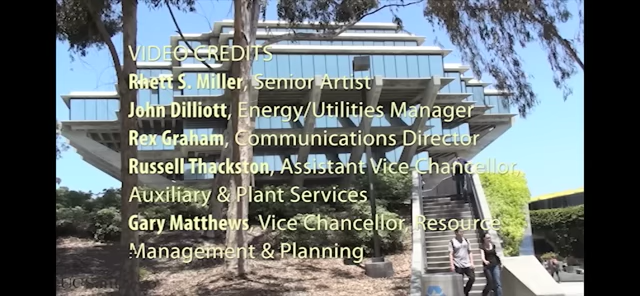 VIDEO CREDITS
Rhett S. Miller, Senior Artist
John Dilliott, Energy/Utilities Manager
Rex Graham, Communications Director
Russell Thackston, Assistant Vice Chancellor,
Auxiliary & Plant Services
Gary Matthews, Vice Chancellor, Resource
Management & Planning